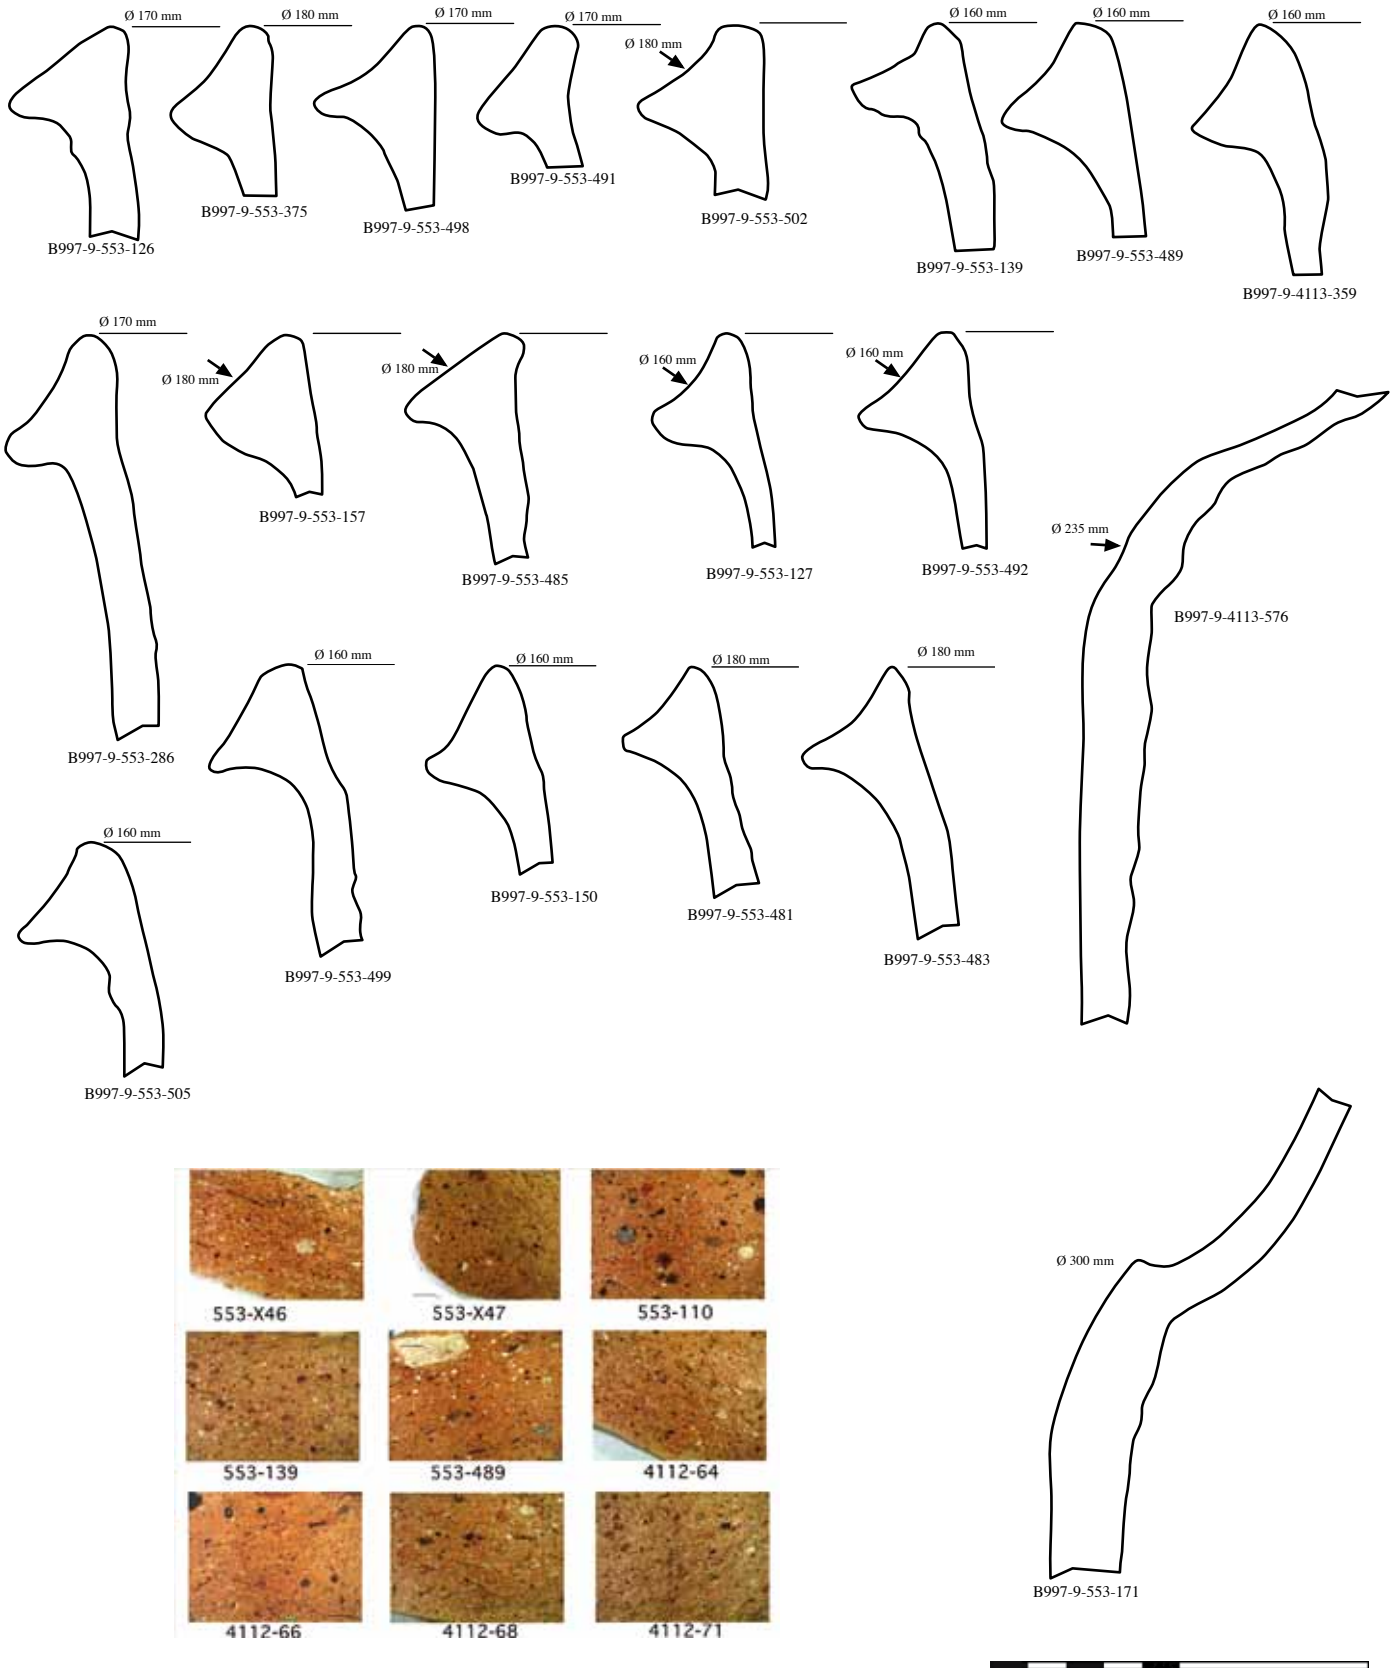 Ø 170 mm
Ø 180 mm
Ø 170 mm
Ø 170 mm
Ø 180 mm
Ø 160 mm
Ø 160 mm
Ø 160 mm
B997-9-553-126
B997-9-553-375
B997-9-553-498
B997-9-553-491
B997-9-553-502
B997-9-553-139
B997-9-553-489
B997-9-4113-359
Ø 170 mm
Ø 180 mm
Ø 180 mm
Ø 160 mm
Ø 160 mm
Ø 235 mm
B997-9-553-157
B997-9-553-485
B997-9-553-127
B997-9-553-492
B997-9-4113-576
B997-9-553-286
Ø 160 mm
Ø 160 mm
Ø 180 mm
Ø 180 mm
B997-9-553-499
B997-9-553-150
B997-9-553-481
B997-9-553-483
Ø 160 mm
B997-9-553-505
Ø 300 mm
B997-9-553-171
553-X46
553-X47
553-110
553-139
553-489
4112-64
4112-66
4112-68
4112-71